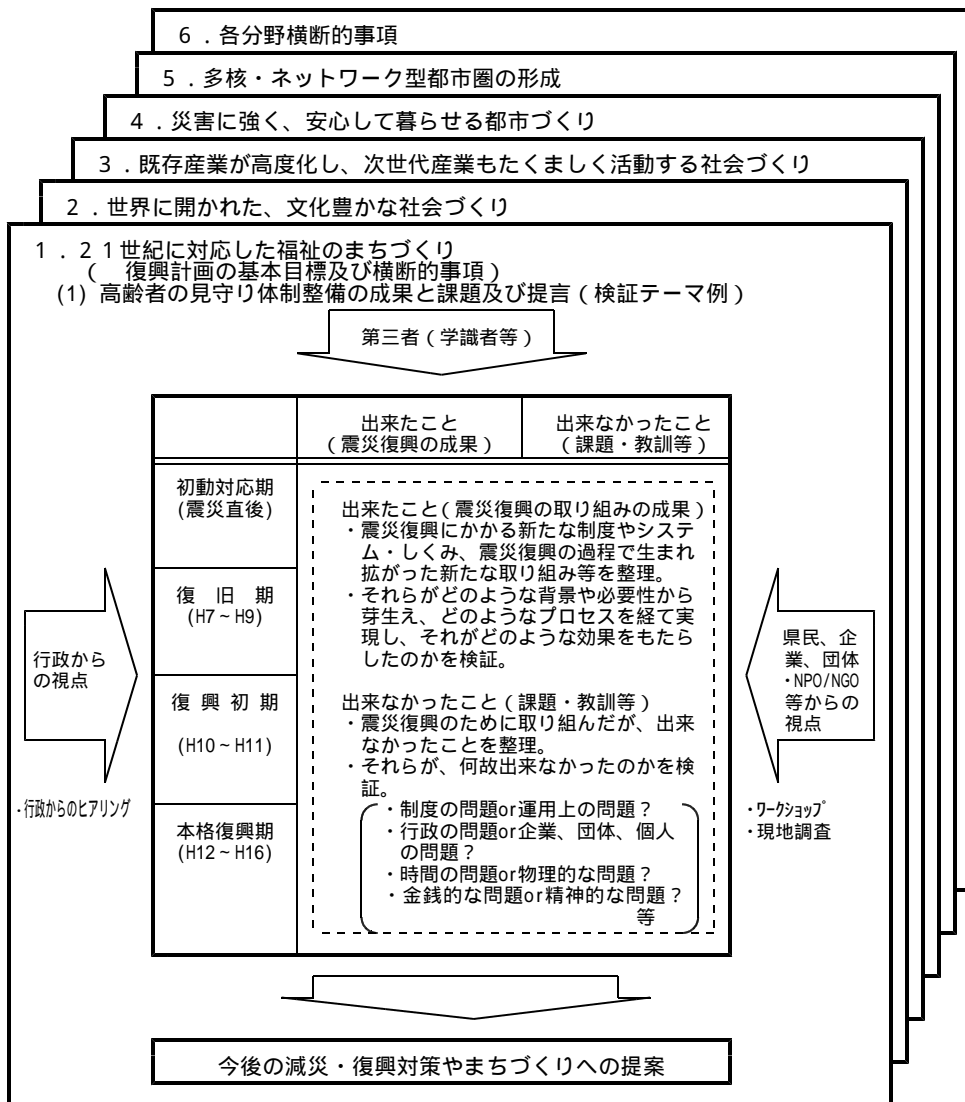 6．各分野横断的事項
5．多核・ネットワーク型都市圏の形成
4．災害に強く、安心して暮らせる都市づくり
3．既存産業が高度化し、次世代産業もたくましく活動する社会づくり
2．世界に開かれた、文化豊かな社会づくり
1．21世紀に対応した福祉のまちづくり
（　復興計画の基本目標及び横断的事項）
(1) 高齢者の見守り体制整備の成果と課題及び提言（検証テーマ例）
第三者（学識者等）
出来たこと
（震災復興の成果）
出来なかったこと
（課題・教訓等）
初動対応期
(震災直後)
復　旧　期
(H7～H9)
復 興 初 期
(H10～H11)
本格復興期
(H12～H16)
出来たこと（震災復興の取り組みの成果）
・震災復興にかかる新たな制度やシステ
ム・しくみ、震災復興の過程で生まれ
拡がった新たな取り組み等を整理。
・それらがどのような背景や必要性から
芽生え、どのようなプロセスを経て実
現し、それがどのような効果をもたら
したのかを検証。
出来なかったこと（課題・教訓等）
・震災復興のために取り組んだが、出来
なかったことを整理。
・それらが、何故出来なかったのかを検
証。
・制度の問題or運用上の問題？
・行政の問題or企業、団体、個人
の問題？
・時間の問題or物理的な問題？
・金銭的な問題or精神的な問題？
等
行政から
の視点
・行政からのヒアリング
県民、企
業、団体
・NPO/NGO
等からの
視点
・ワークショップ
・現地調査
今後の減災・復興対策やまちづくりへの提案